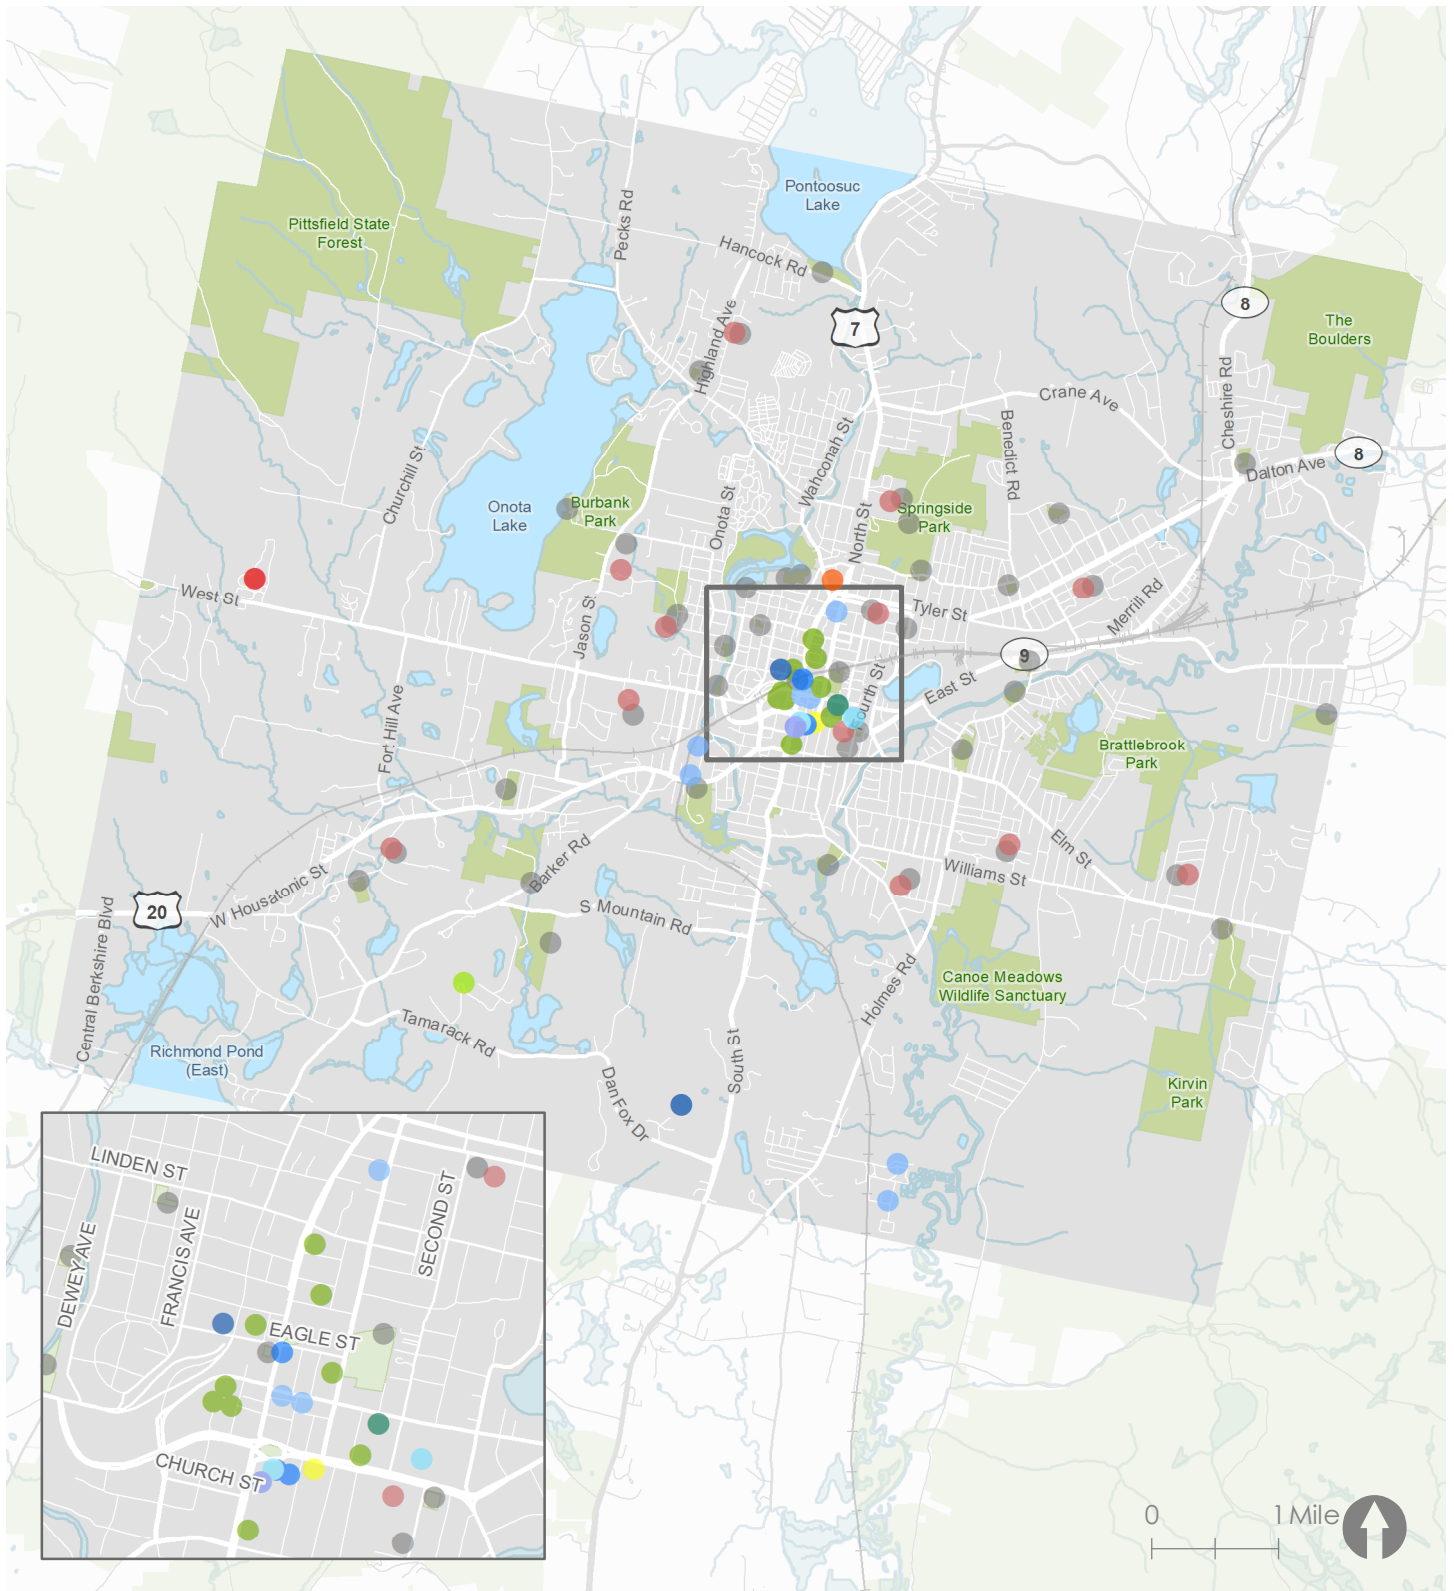 Pontoosuc
Lake
Pecks Rd
Pittsfield State
Forest
Hancock Rd
8
7
The
Boulders
Highland Ave
Crane Ave
Cheshire Rd
Benedict Rd
Wahconah St
Churchill St
8
Dalton Ave
Onota St
Onota
Lake
Burbank
Park
North St
Springside
Park
West St
Jason St
Tyler St
Merrill Rd
9
Fourth St
East St
Fort Hill Ave
Brattlebrook
Park
Elm St
Barker Rd
Williams St
W Housatonic St
20
S Mountain Rd
Central Berkshire Blvd
Canoe Meadows
Wildlife Sanctuary
Holmes Rd
Tamarack Rd
Richmond Pond
(East)
South St
Dan Fox Dr
Kirvin
Park
LINDEN ST
SECOND ST
DEWEY AVE
FRANCIS AVE
EAGLE ST
CHURCH ST
0
1 Mile